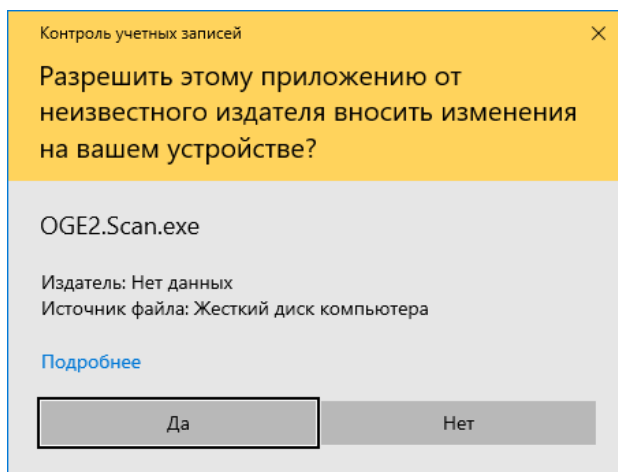 Контроль учетных записей
Разрешить этому приложению от
неизвестного издателя вносить изменения
на вашем устройстве?
OGE2.Scan.exe
Издатель: Нет данных
Источник файла: Жесткий диск компьютера
Подробнее
Да
Нет